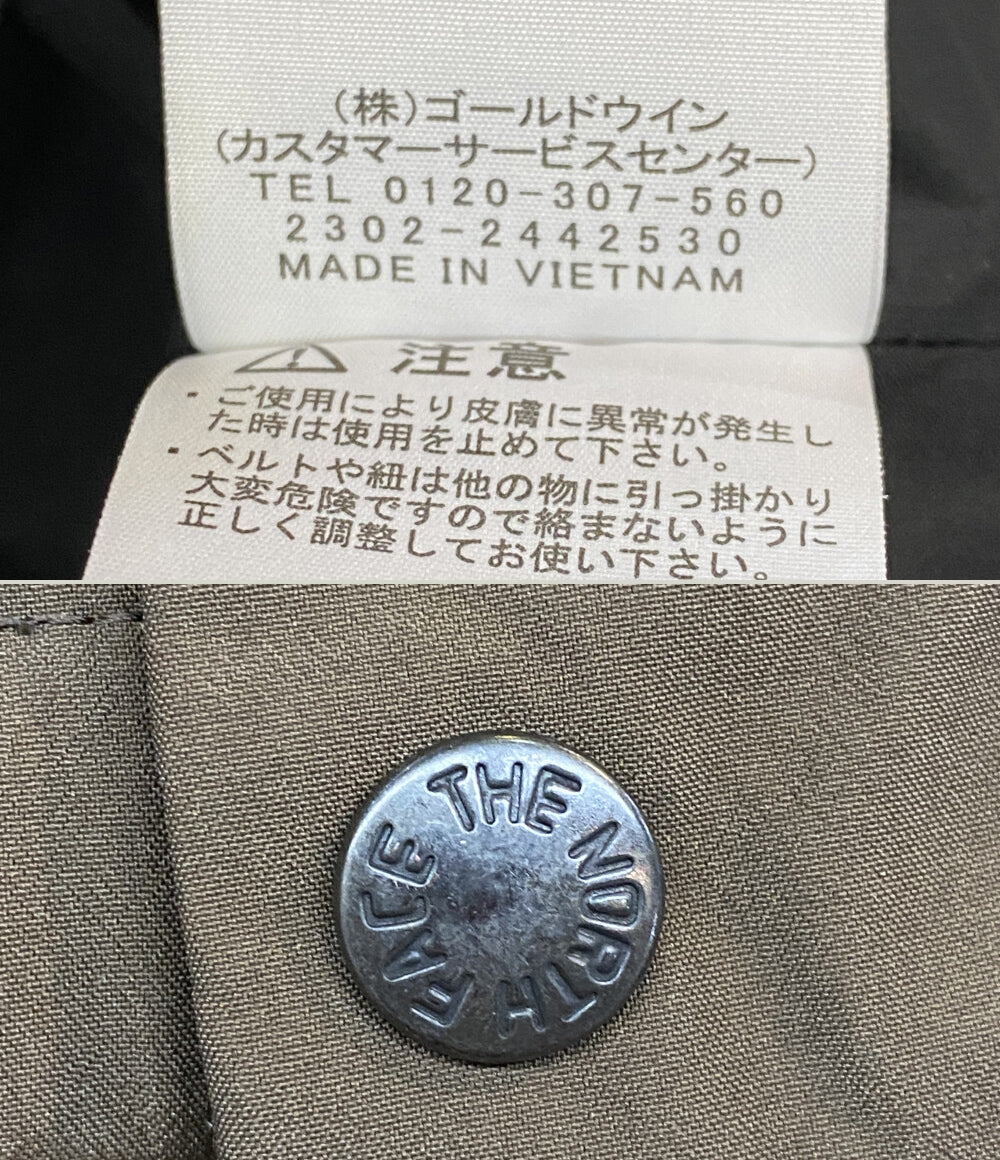 (株)ゴールドウイン
(カスタマーサービスセンター)
TEL 0120-307-560
2302-2442530
MADE IN VIETNAM
注意
・ご使用により皮膚に異常が発生し
た時は使用を止めて下さい。
・ベルトや紐は他の物に引っ掛かり
大変危険ですので絡まないように
正しく調整してお使い下さい。
THE NORTH FACE